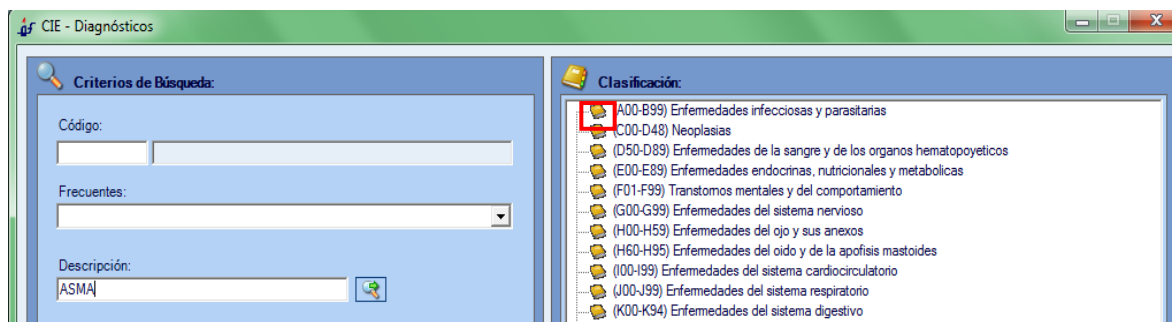 CIE - Diagnósticos
Criterios de Búsqueda:
Código:
Frecuentes:
Descripción:
ASMA
Clasificación:
(A00-B99) Enfermedades infecciosas y parasitarias
(C00-D48) Neoplasias
(D50-D89) Enfermedades de la sangre y de los organos hematopoyeticos
(E00-E89) Enfermedades endocrinas, nutricionales y metabolicas
(F01-F99) Transtornos mentales y del comportamiento
(G00-G99) Enfermedades del sistema nervioso
(H00-H59) Enfermedades del ojo y sus anexos
(H60-H95) Enfermedades del oido y de la apofisis mastoides
(I00-I99) Enfermedades del sistema cardiocirculatorio
(J00-J99) Enfermedades del sistema respiratorio
(K00-K94) Enfermedades del sistema digestivo